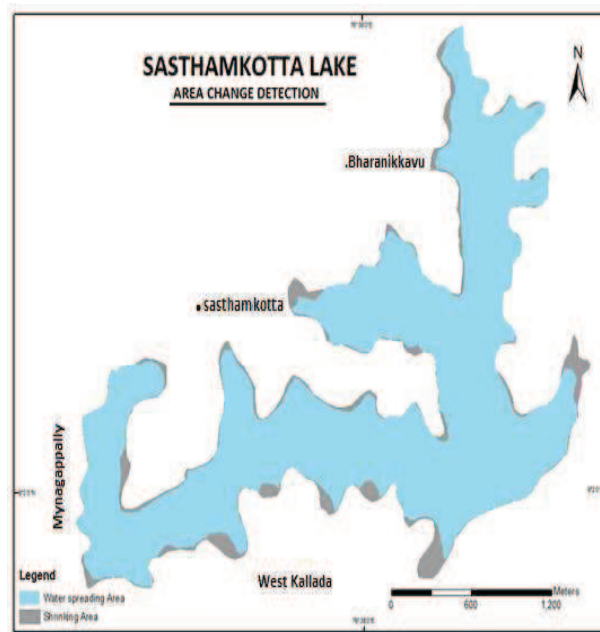 SASTHAMKOTTA LAKE
AREA CHANGE DETECTION
N
.Bharanikkavu
sasthamkotta
Mynagappally
West Kallada
Legend
Water spreading Area
Shrinking Area
Meters
0 600 1,200